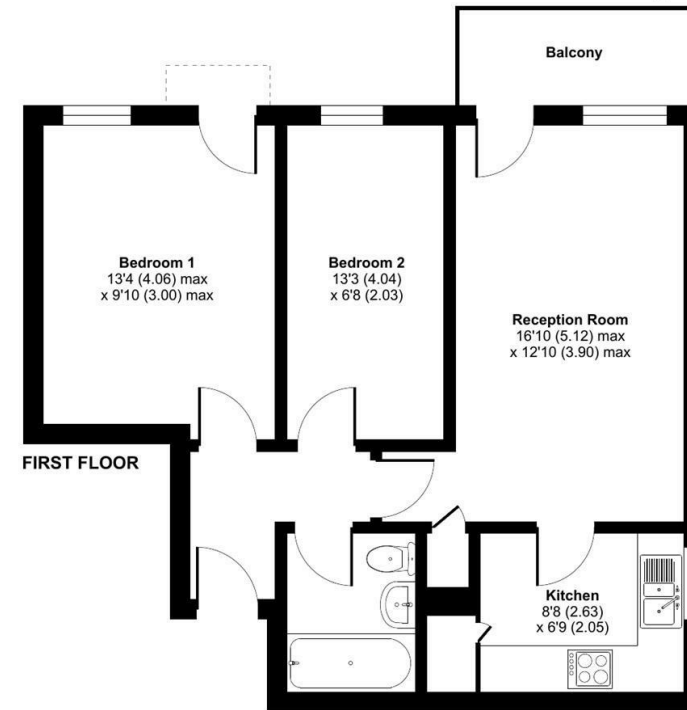 Balcony
Bedroom 1
13'4 (4.06) max
x 9'10 (3.00) max
Bedroom 2
13'3 (4.04)
x 6'8 (2.03)
Reception Room
16'10 (5.12) max
x 12'10 (3.90) max
FIRST FLOOR
Kitchen
8'8 (2.63)
x 6'9 (2.05)